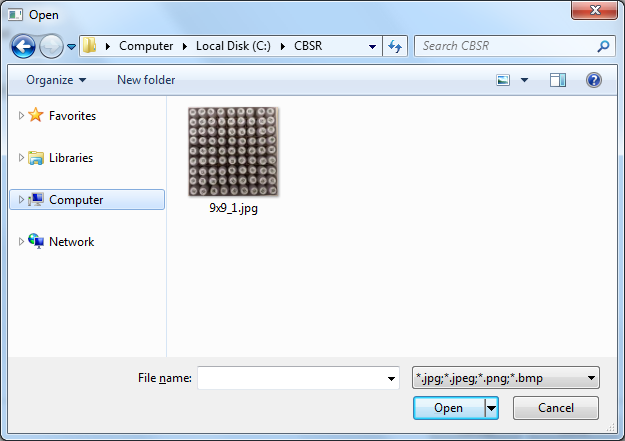 Open
Computer Local Disk (C:) CBSR
Search CBSR
Organize New folder
Favorites
Libraries
Computer
Network
9x9_1.jpg
File name:
*.jpg;*.jpeg;*.png;*.bmp
Open Cancel